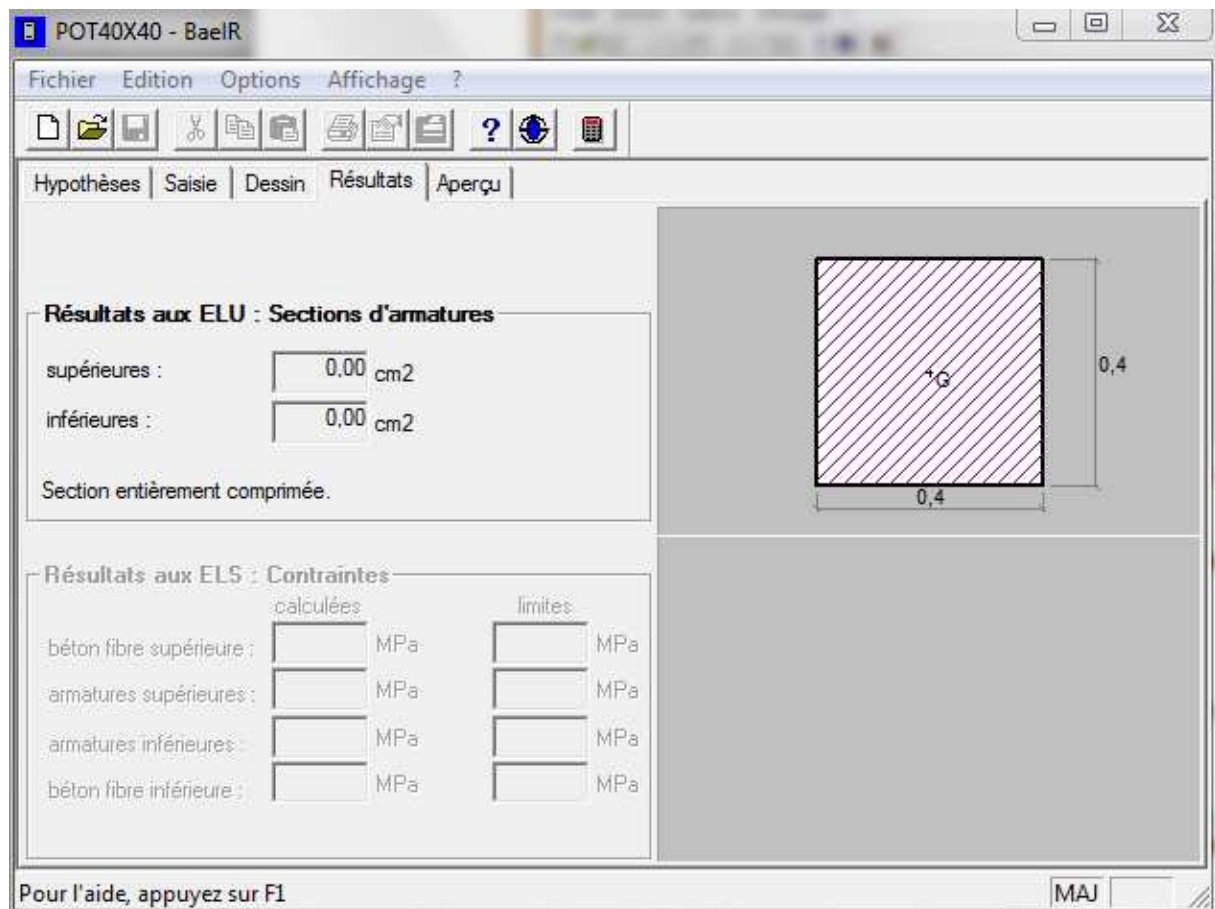 POT40X40 - BaelR
Fichier Edition Options Affichage ?
Hypothèses Saisie Dessin Résultats Aperçu
Résultats aux ELU : Sections d'armatures
supérieures : 0,00 cm2
inférieures : 0,00 cm2
Section entièrement comprimée.
G
0,4
0,4
Résultats aux ELS : Contraintes
calculées limites
béton fibre supérieure : MPa MPa
armatures supérieures : MPa MPa
armatures inférieures : MPa MPa
béton fibre inférieure : MPa MPa
Pour l'aide, appuyez sur F1
MAJ